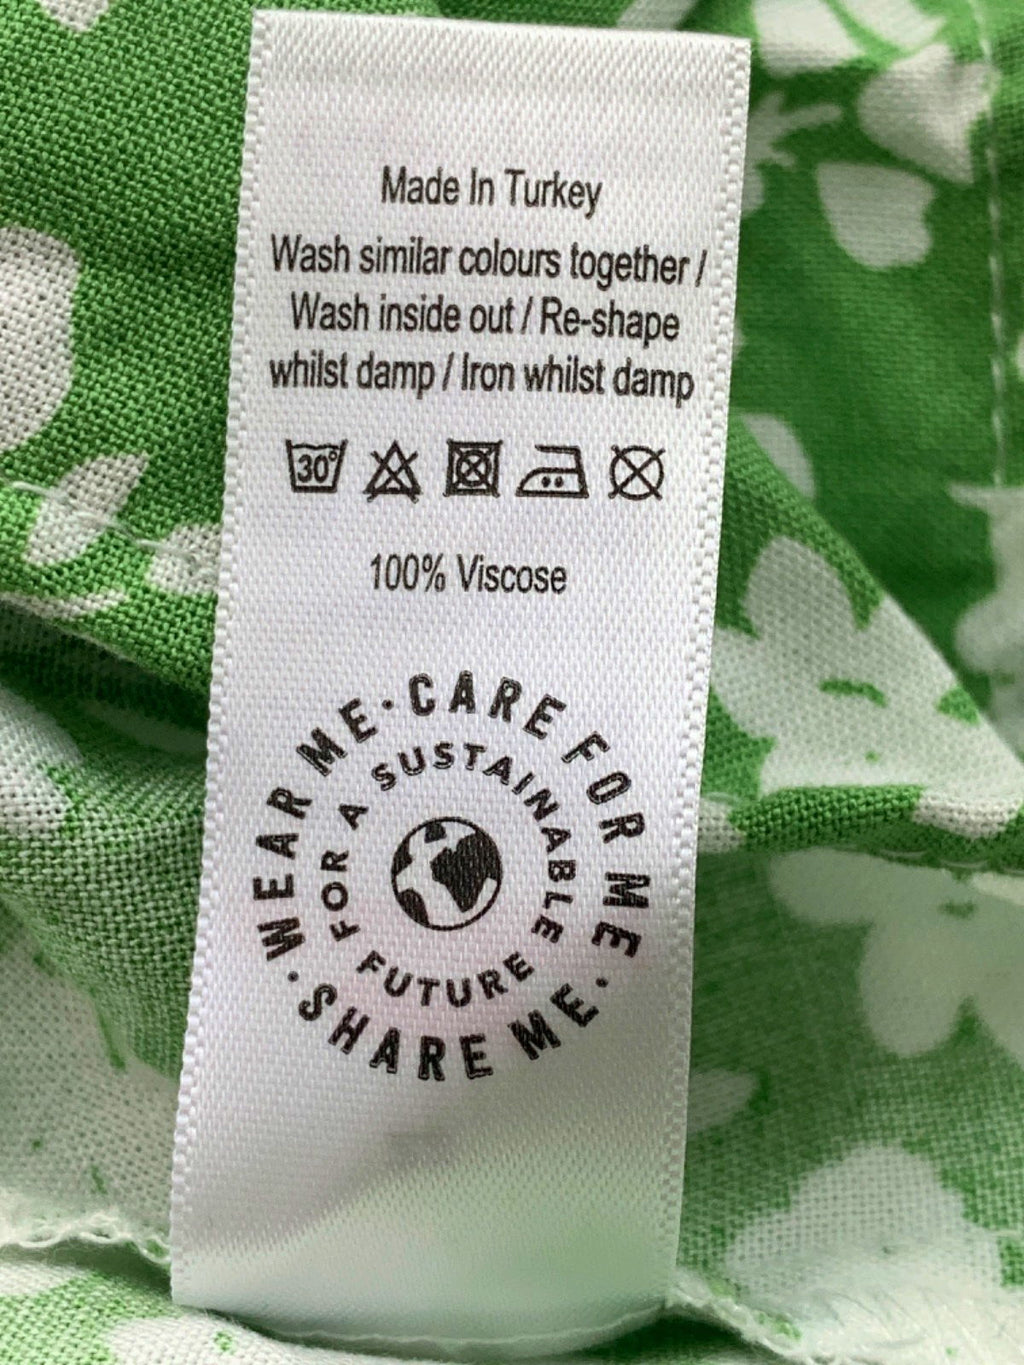 Made In Turkey
Wash similar colours together /
Wash inside out / Re-shape
whilst damp / Iron whilst damp
30°
100% Viscose
WEAR ME · CARE FOR ME · SHARE ME ·
FOR A SUSTAINABLE FUTURE